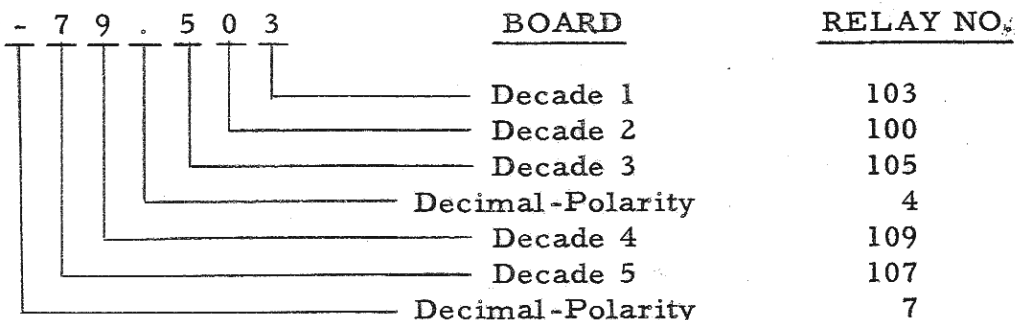 - 7 9 . 5 0 3 BOARD RELAY NO.
Decade 1 103
Decade 2 100
Decade 3 105
Decimal-Polarity 4
Decade 4 109
Decade 5 107
Decimal-Polarity 7